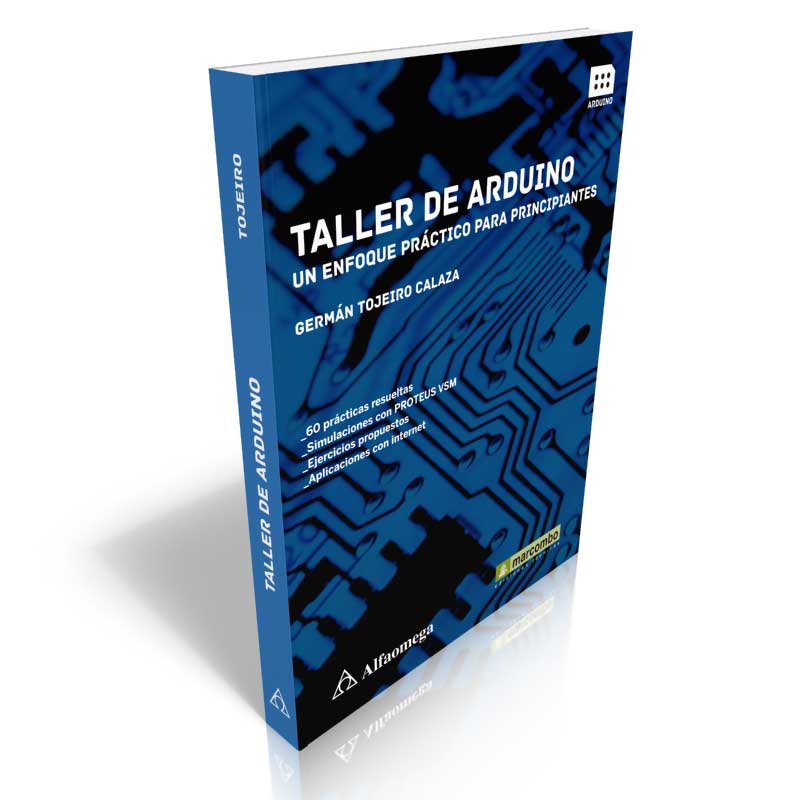 ARDUINO
TALLER DE ARDUINO
UN ENFOQUE PRÁCTICO PARA PRINCIPIANTES
GERMÁN TOJEIRO CALAZA
_60 prácticas resueltas
_Simulaciones con PROTEUS VSM
_Ejercicios propuestos
_Aplicaciones con internet
marcombo
Alfaomega
TOJEIRO
TALLER DE ARDUINO